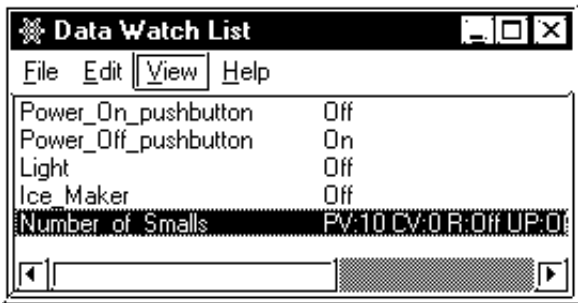 Data Watch List
File Edit View Help
Power_On_pushbutton Off
Power_Off_pushbutton On
Light Off
Ice_Maker Off
Number_of_Smalls PV:10 CV:0 R:Off UP: